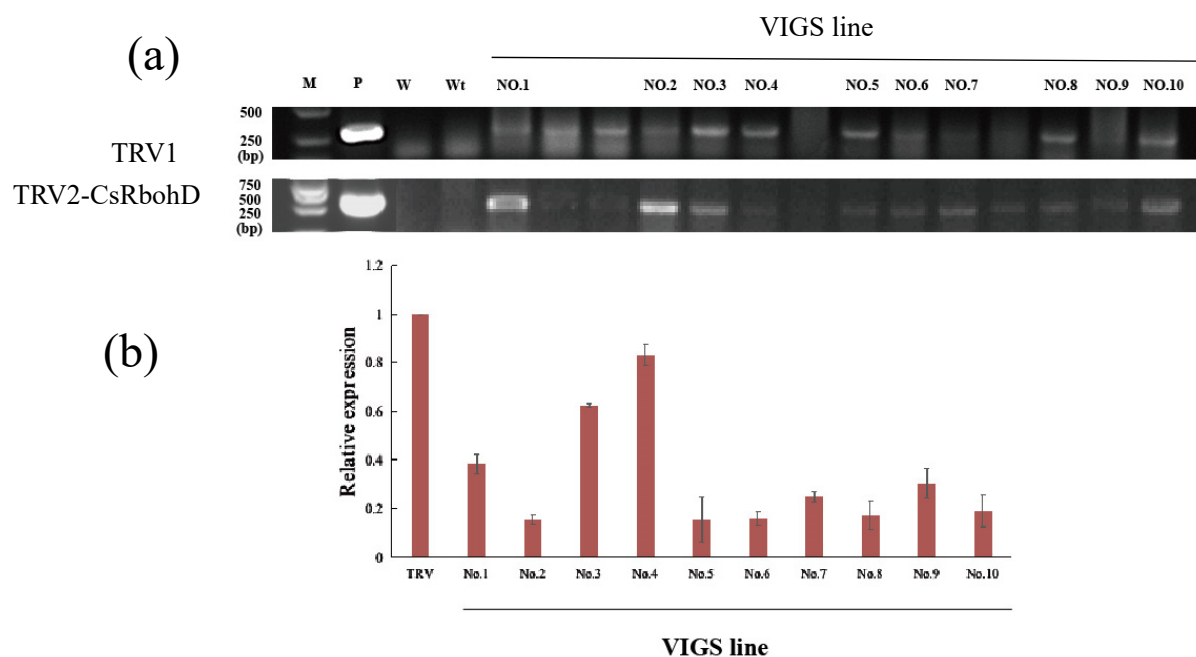 VIGS line
(a)
M P W Wt NO.1 NO.2 NO.3 NO.4 NO.5 NO.6 NO.7 NO.8 NO.9 NO.10
500
250
(bp)
TRV1
TRV2-CsRbohD
750
500
250
(bp)
(b)
Relative expression
1.2
1
0.8
0.6
0.4
0.2
0
TRV No.1 No.2 No.3 No.4 No.5 No.6 No.7 No.8 No.9 No.10
VIGS line